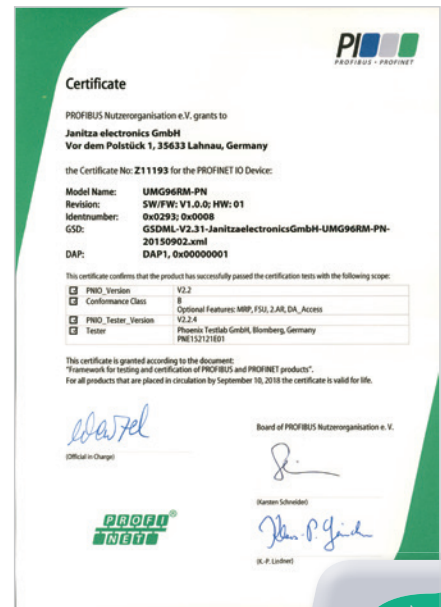 PI
PROFIBUS • PROFINET
Certificate
PROFIBUS Nutzerorganisation e.V. grants to
Janitza electronics GmbH
Vor dem Polstück 1, 35633 Lahnau, Germany
the Certificate No: Z11193 for the PROFINET IO Device:
Model Name: UMG96RM-PN
Revision: SW/FW: V1.0.0; HW: 01
Identnumber: 0x0293; 0x0008
GSD: GSDML-V2.31-JanitzaelectronicsGmbH-UMG96RM-PN-
20150902.xml
DAP: DAP1, 0x00000001
This certificate confirms that the product has successfully passed the certification tests with the following scope:
PNIO_Version V2.2
Conformance Class B
Optional Features: MRP, FSU, 2.AR, DA_Access
PNIO_Tester_Version V2.2.4
Tester Phoenix Testlab GmbH, Blomberg, Germany
PNE152121E01
This certificate is granted according to the document:
"Framework for testing and certification of PROFIBUS and PROFINET products".
For all products that are placed in circulation by September 10, 2018 the certificate is valid for life.
Board of PROFIBUS Nutzerorganisation e. V.
(Official in Charge)
(Karsten Schneider)
PROFI
NET
®
(K.-P. Lindner)